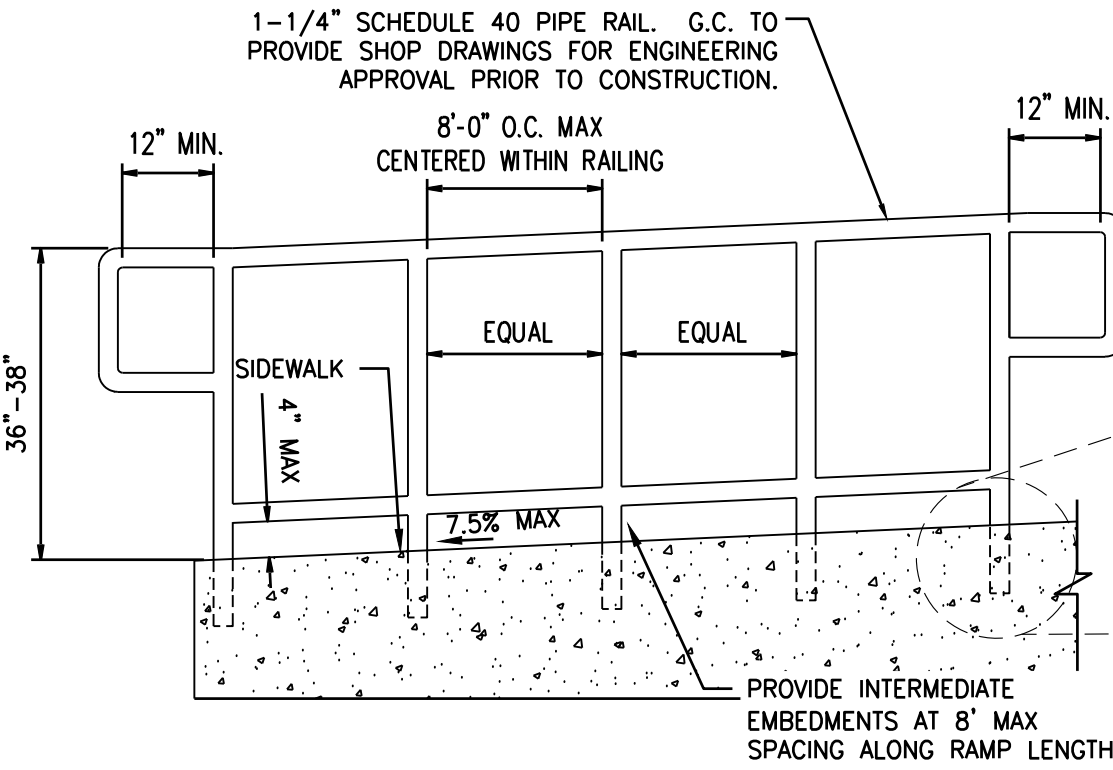 1-1/4" SCHEDULE 40 PIPE RAIL. G.C. TO
PROVIDE SHOP DRAWINGS FOR ENGINEERING
APPROVAL PRIOR TO CONSTRUCTION.
12" MIN.
8'-0" O.C. MAX
CENTERED WITHIN RAILING
12" MIN.
EQUAL
EQUAL
SIDEWALK
36"-38"
4" MAX
7.5% MAX
PROVIDE INTERMEDIATE
EMBEDMENTS AT 8' MAX
SPACING ALONG RAMP LENGTH